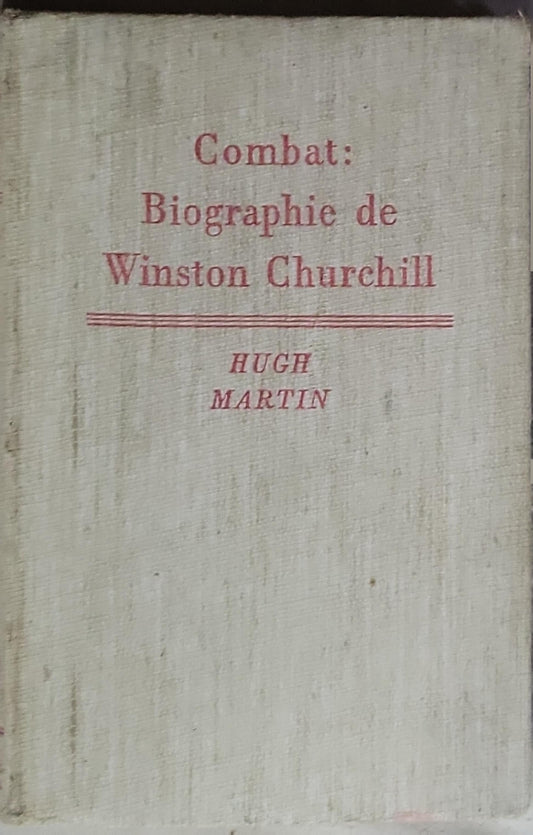 Combat:
Biographie de
Winston Churchill
HUGH
MARTIN